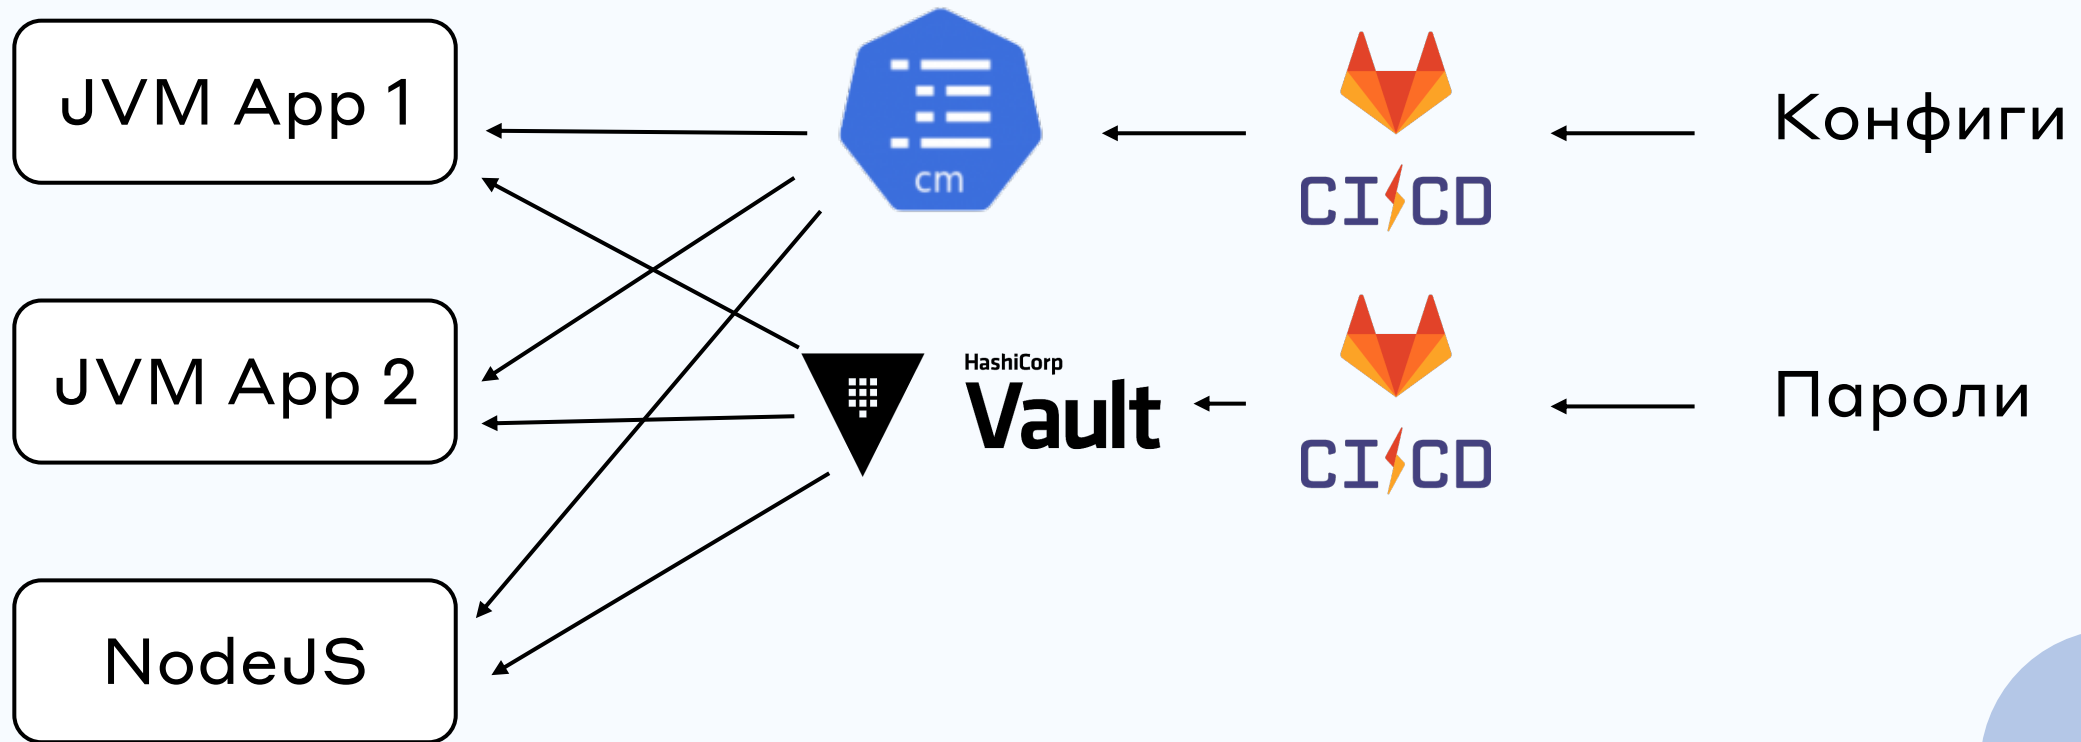 JVM App 1
cm
CI CD
Конфиги
JVM App 2
HashiCorp
Vault
CI CD
Пароли
NodeJS